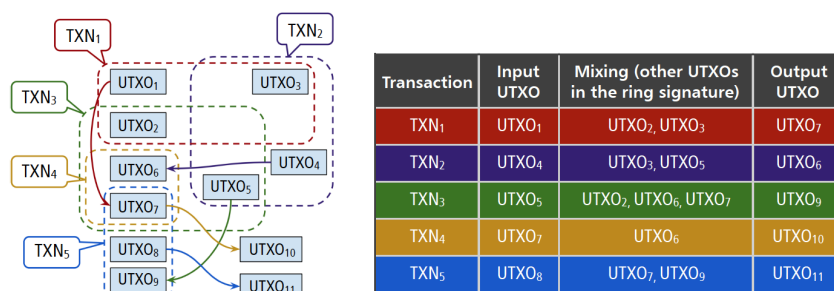 TXN₁
TXN₂
UTXO₁
UTXO₃
TXN₃
UTXO₂
TXN₄
UTXO₆
UTXO₄
UTXO₅
UTXO₇
TXN₅
UTXO₈
UTXO₁₀
UTXO₉
UTXO₁₁
Transaction
Input UTXO
Mixing (other UTXOs in the ring signature)
Output UTXO
TXN₁ UTXO₁ UTXO₂, UTXO₃ UTXO₇
TXN₂ UTXO₄ UTXO₃, UTXO₅ UTXO₆
TXN₃ UTXO₅ UTXO₂, UTXO₆, UTXO₇ UTXO₉
TXN₄ UTXO₇ UTXO₆ UTXO₁₀
TXN₅ UTXO₈ UTXO₇, UTXO₉ UTXO₁₁